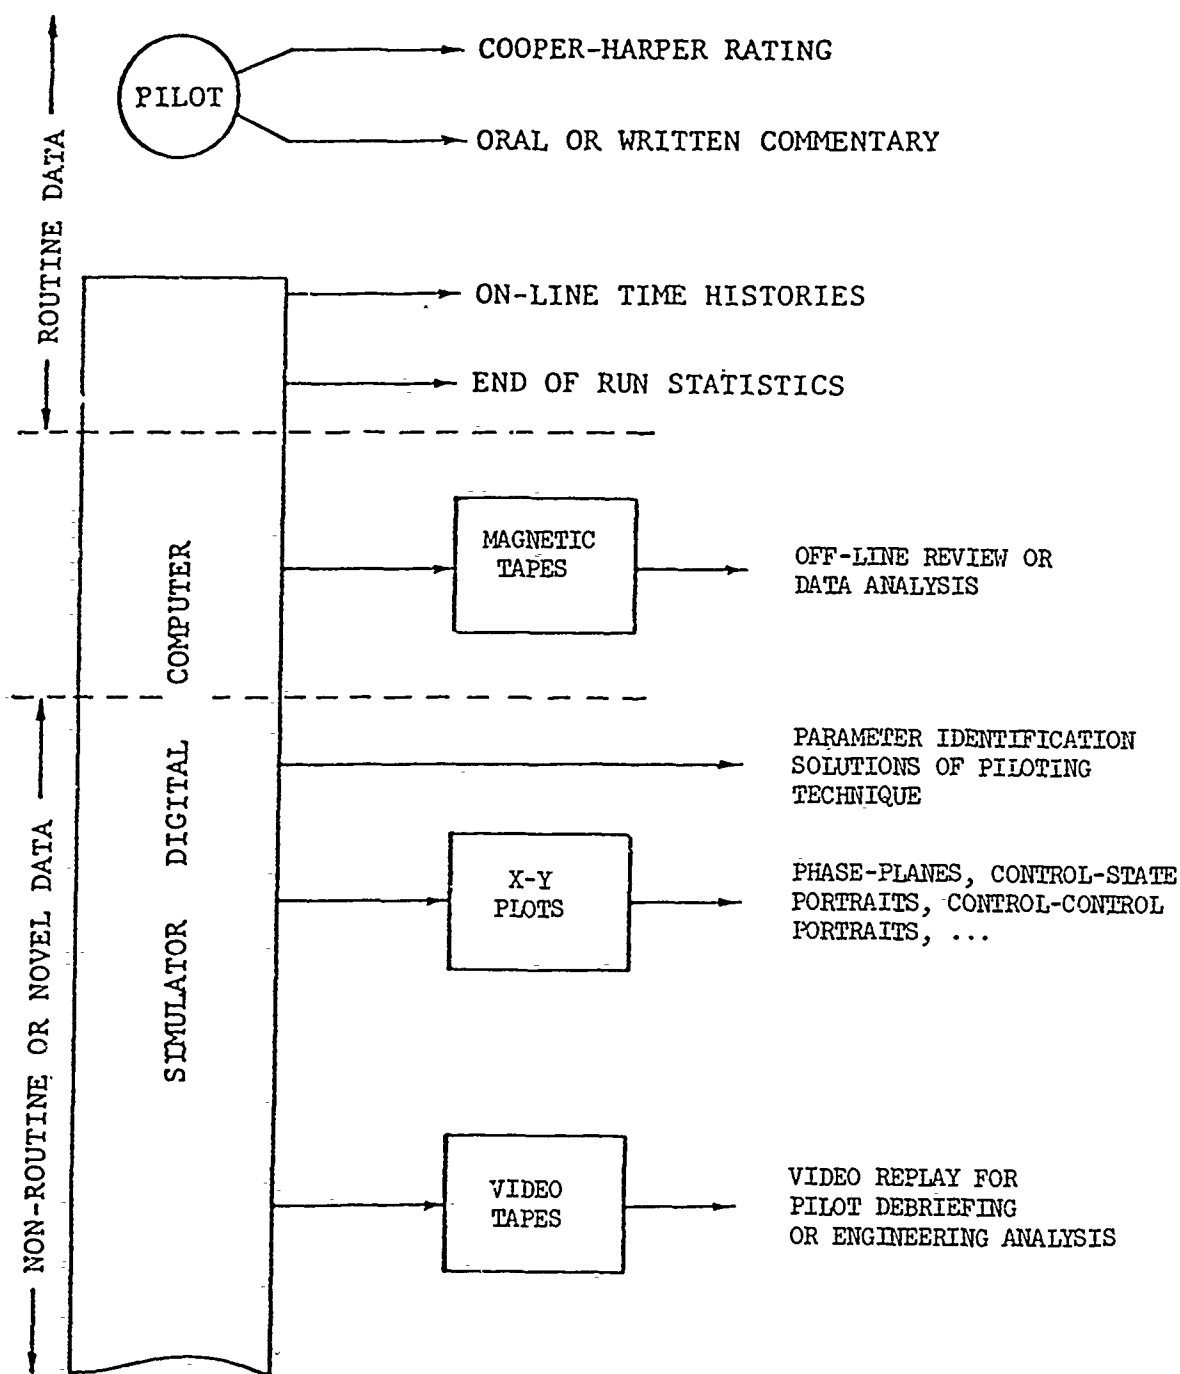 COOPER-HARPER RATING
PILOT
ORAL OR WRITTEN COMMENTARY
ROUTINE DATA
ON-LINE TIME HISTORIES
END OF RUN STATISTICS
MAGNETIC
TAPES
OFF-LINE REVIEW OR
DATA ANALYSIS
SIMULATOR DIGITAL COMPUTER
NON-ROUTINE OR NOVEL DATA
PARAMETER IDENTIFICATION
SOLUTIONS OF PILOTING
TECHNIQUE
X-Y
PLOTS
PHASE-PLANES, CONTROL-STATE
PORTRAITS, CONTROL-CONTROL
PORTRAITS, ...
VIDEO
TAPES
VIDEO REPLAY FOR
PILOT DEBRIEFING
OR ENGINEERING ANALYSIS